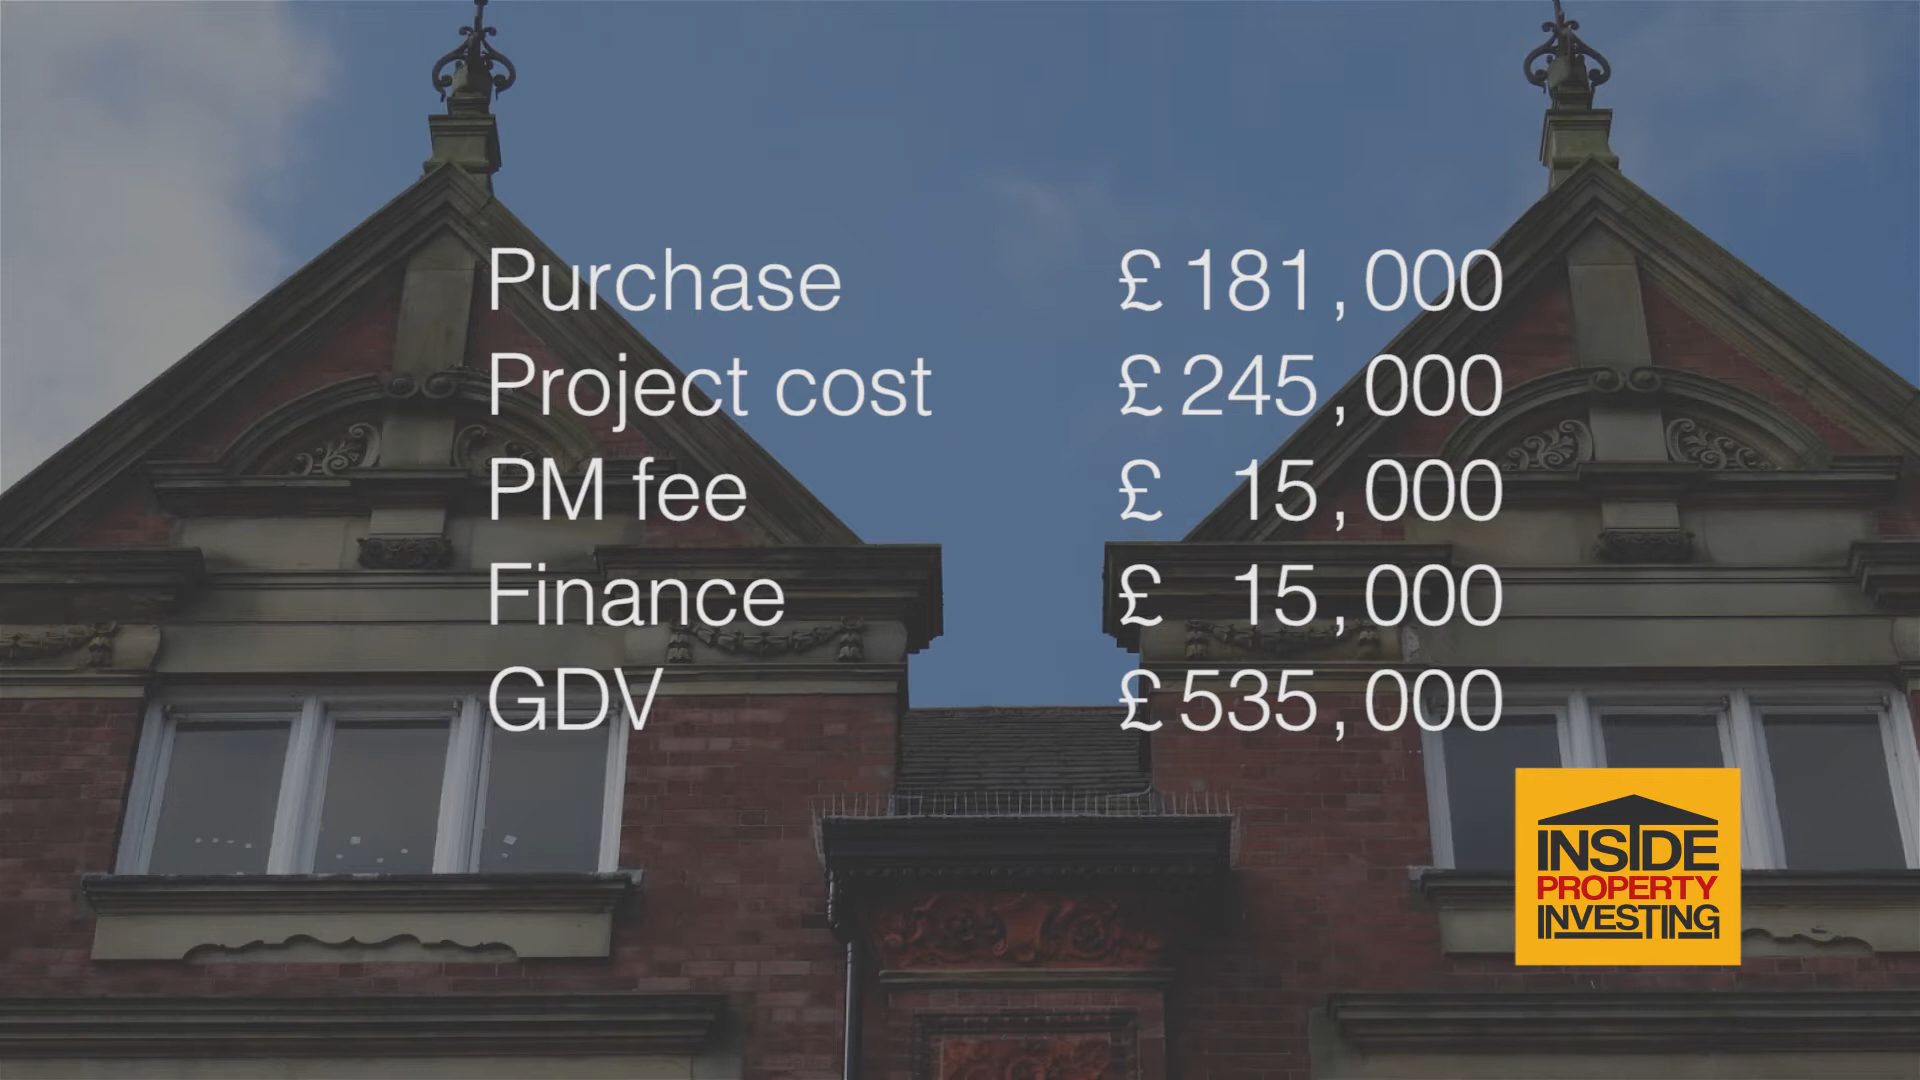 Purchase £181,000
Project cost £245,000
PM fee £ 15,000
Finance £ 15,000
GDV £535,000
INSIDE
PROPERTY
INVESTING